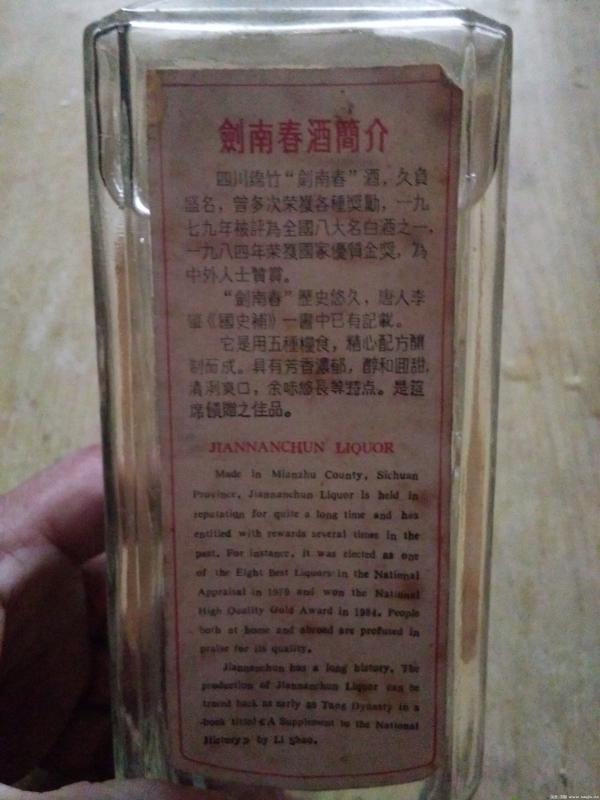 劍南春酒簡介
四川綿竹“劍南春”酒，久負
盛名，曾多次荣獲各種獎勵，一九
七九年被評為全國八大名白酒之一，
一九八四年荣獲國家優質金獎，為
中外人士贊賞。
“劍南春”歷史悠久，唐人李
肇《國史補》一書中已有記載。
它是用五種糧食，精心配方釀
制而成。具有芳香濃郁，醇和回甜，
清洌爽口，余味悠長等特点。是筵
席饋贈之佳品。
JIANNANCHUN LIQUOR
Made in Mianzhu County, Sichuan
Province, Jiannanchun Liquor is held in
reputation for quite a long time and has
entitled with rewards several times in the
past. For instance, it was elected as one
of the Eight Best Liquors in the National
Appraisal in 1979 and won the National
High Quality Gold Award in 1984. People
both at home and abroad are profused in
praise for its quality.
Jiannanchun has a long history. The
production of Jiannanchun Liquor can be
traced back as early as Tang Dynasty in a
book titled《A Supplement to the National
History》 by Li Shao.